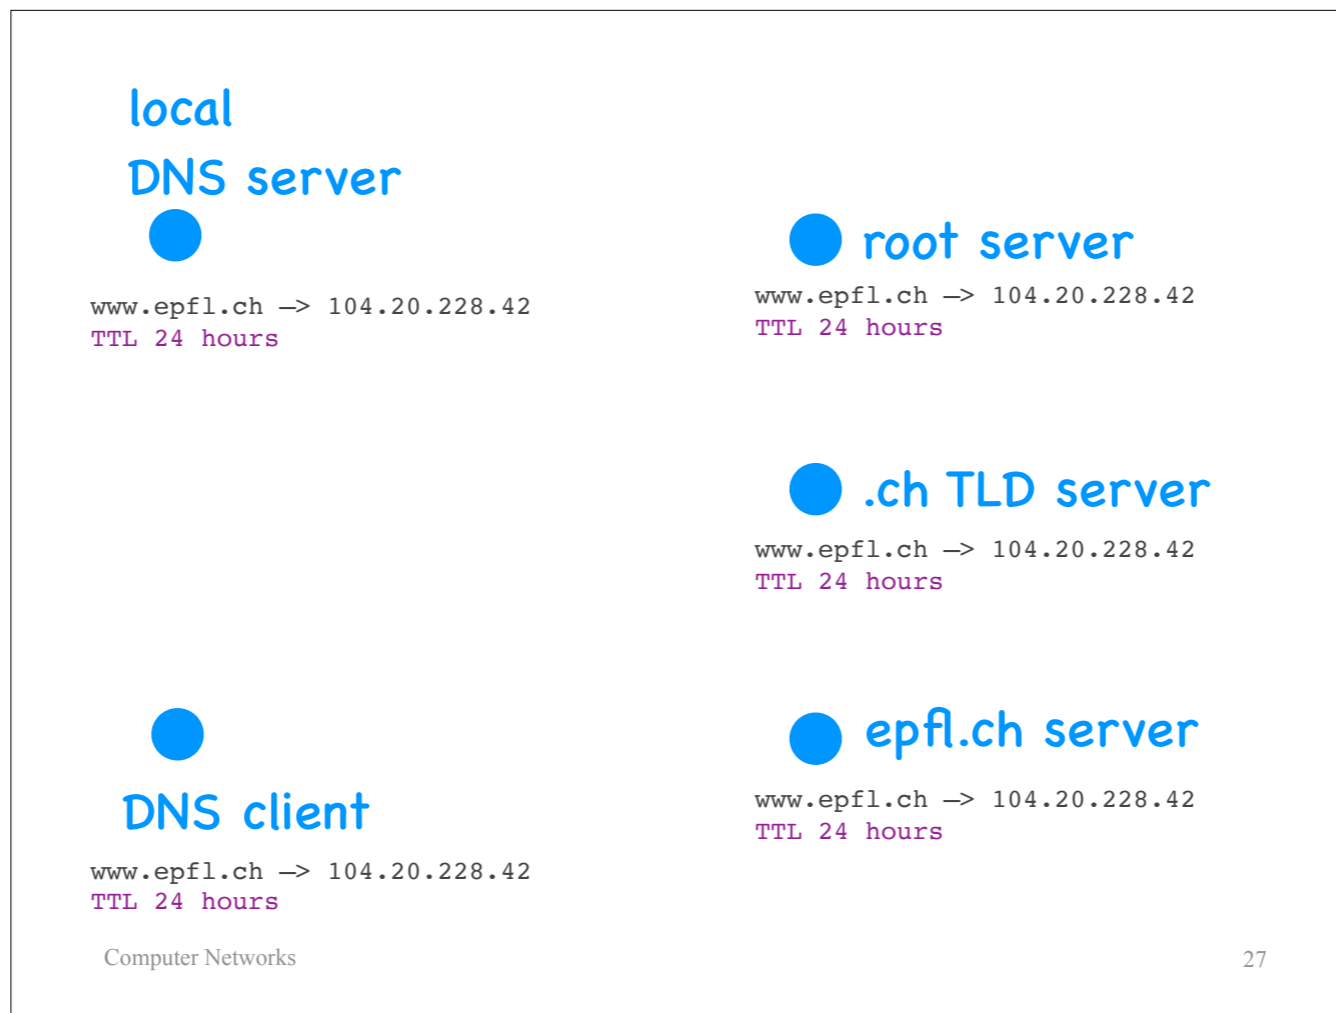 local
DNS server
www.epfl.ch —> 104.20.228.42
TTL 24 hours
root server
www.epfl.ch —> 104.20.228.42
TTL 24 hours
.ch TLD server
www.epfl.ch —> 104.20.228.42
TTL 24 hours
DNS client
www.epfl.ch —> 104.20.228.42
TTL 24 hours
epfl.ch server
www.epfl.ch —> 104.20.228.42
TTL 24 hours
Computer Networks
27